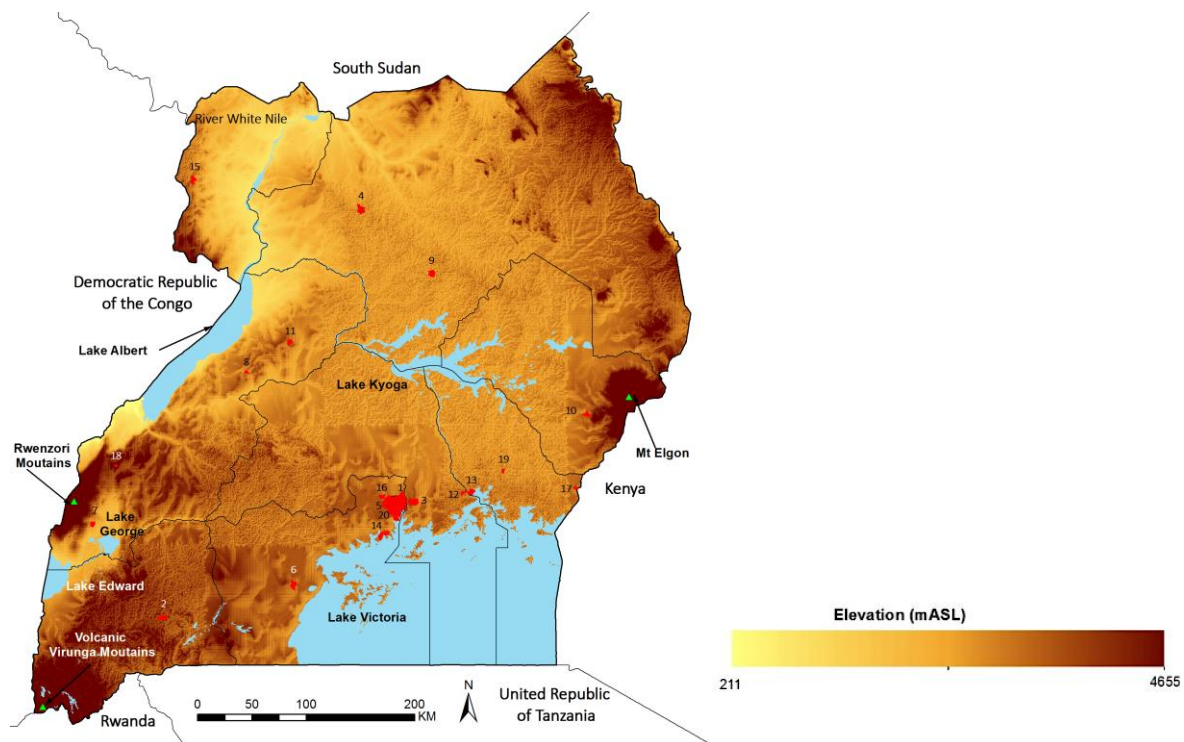 South Sudan
River White Nile
15
4
9
Democratic Republic
of the Congo
Lake Albert
11
8
Lake Kyoga
10
Mt Elgon
Rwenzori
Moutains
18
19
16
1
3
12
13
17
Kenya
5
20
7
Lake
George
14
Lake Edward
6
2
Lake Victoria
Elevation (mASL)
211
4655
Volcanic
Virunga Moutains
N
0 50 100 200
KM
United Republic
of Tanzania
Rwanda